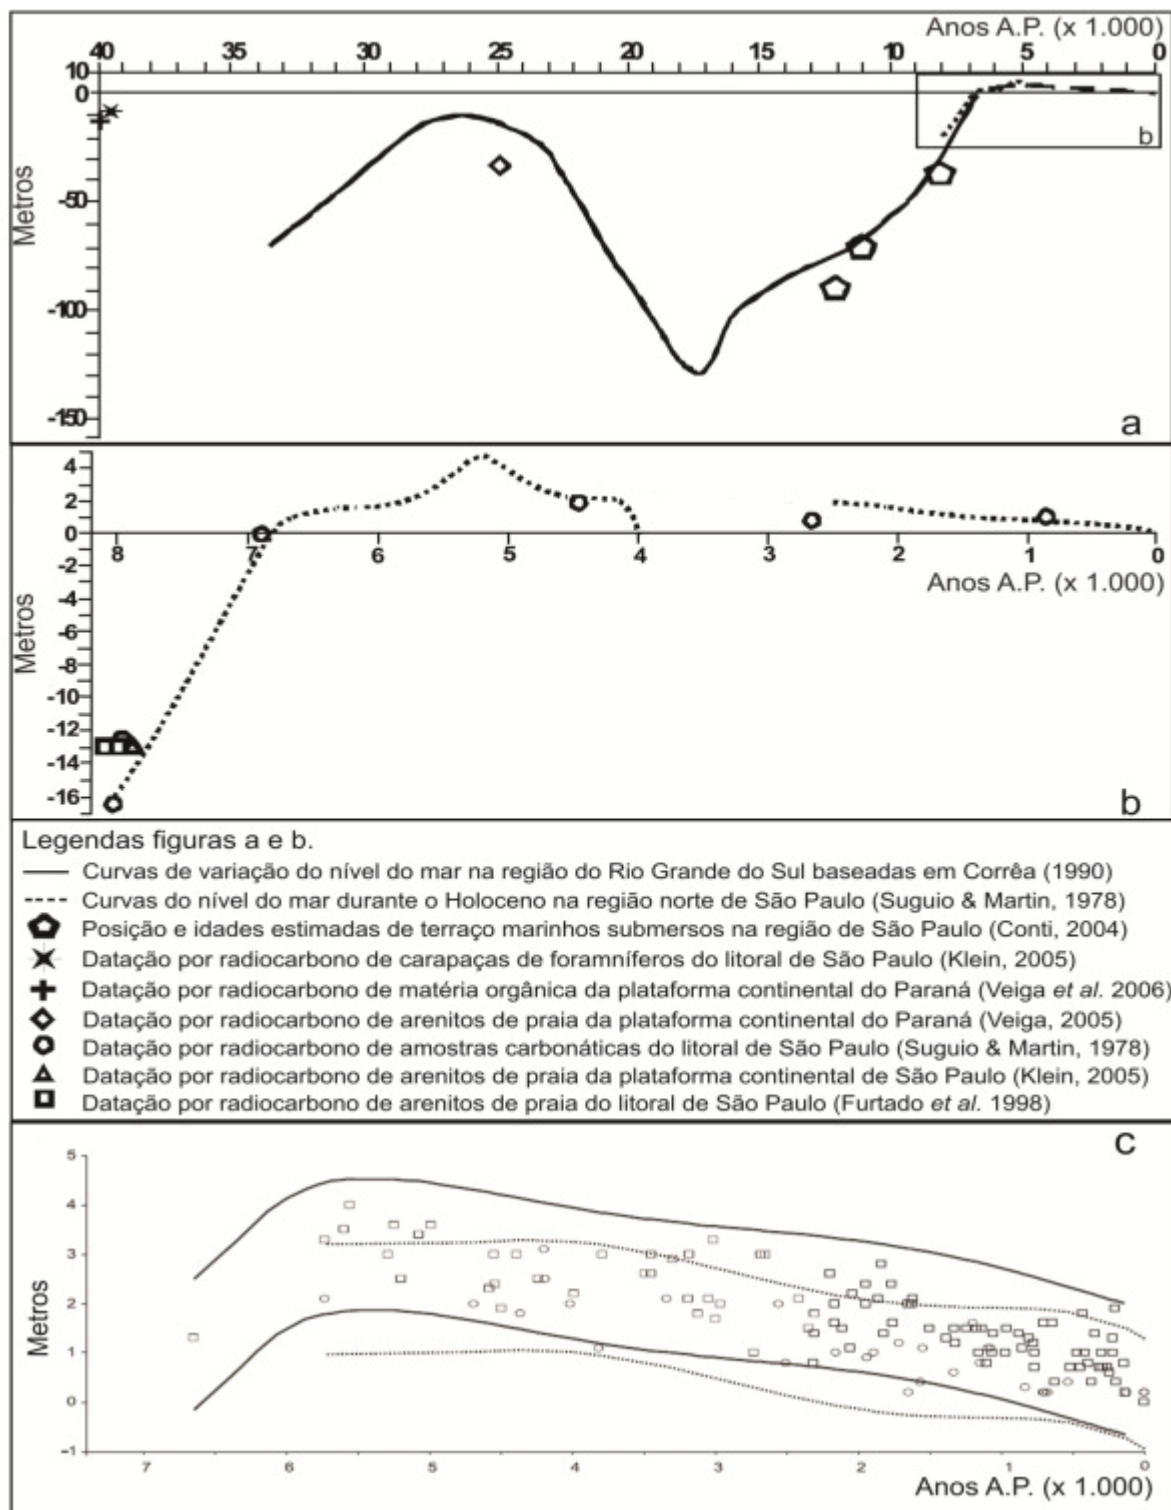 Anos A.P. (x 1.000)
40 35 30 25 20 15 10 5 0
10
0
-50
-100
-150
Metros
b
a
4
2
0
-2
-4
-6
-8
-10
-12
-14
-16
8 7 6 5 4 3 2 1 0
Anos A.P. (x 1.000)
Metros
b
Legendas figuras a e b.
Curvas de variação do nível do mar na região do Rio Grande do Sul baseadas em Corrêa (1990)
Curvas do nível do mar durante o Holoceno na região norte de São Paulo (Suguio & Martin, 1978)
Posição e idades estimadas de terraço marinhos submersos na região de São Paulo (Conti, 2004)
Datação por radiocarbono de carapaças de foramníferos do litoral de São Paulo (Klein, 2005)
Datação por radiocarbono de matéria orgânica da plataforma continental do Paraná (Veiga et al. 2006)
Datação por radiocarbono de arenitos de praia da plataforma continental do Paraná (Veiga, 2005)
Datação por radiocarbono de amostras carbonáticas do litoral de São Paulo (Suguio & Martin, 1978)
Datação por radiocarbono de arenitos de praia da plataforma continental de São Paulo (Klein, 2005)
Datação por radiocarbono de arenitos de praia do litoral de São Paulo (Furtado et al. 1998)
c
5
4
3
2
1
0
-1
Metros
7 6 5 4 3 2 1 0
Anos A.P. (x 1.000)